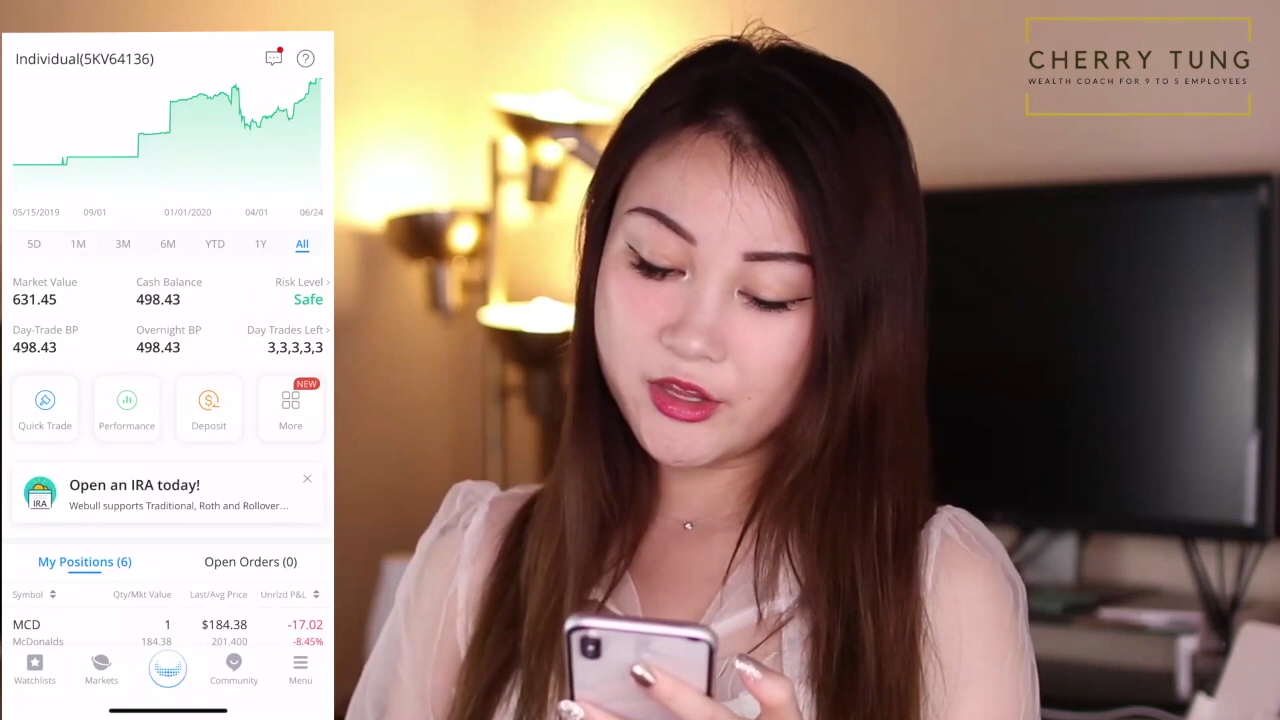 Individual(5KV64136)
05/15/2019 09/01 01/01/2020 04/01 06/24
5D 1M 3M 6M YTD 1Y All
Market Value Cash Balance Risk Level
631.45 498.43 Safe
Day-Trade BP Overnight BP Day Trades Left
498.43 498.43 3,3,3,3,3
NEW
Quick Trade Performance Deposit More
Open an IRA today!
IRA
Webull supports Traditional, Roth and Rollover...
My Positions (6) Open Orders (0)
Symbol Qty/Mkt Value Last/Avg Price Unrlzd P&L
MCD 1 $184.38 -17.02
McDonalds 184.38 201.400 -8.45%
Watchlists Markets Community Menu
CHERRY TUNG
WEALTH COACH FOR 9 TO 5 EMPLOYEES